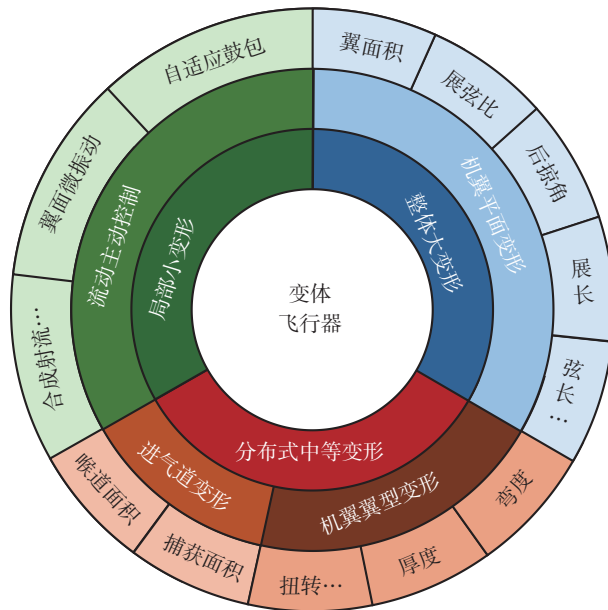 变体
飞行器
整体大变形
分布式中等变形
局部小变形
机翼平面变形
机翼翼型变形
进气道变形
流动主动控制
翼面积
展弦比
后掠角
展长
弦长…
弯度
厚度
扭转…
捕获面积
喉道面积
合成射流…
翼面微振动
自适应鼓包